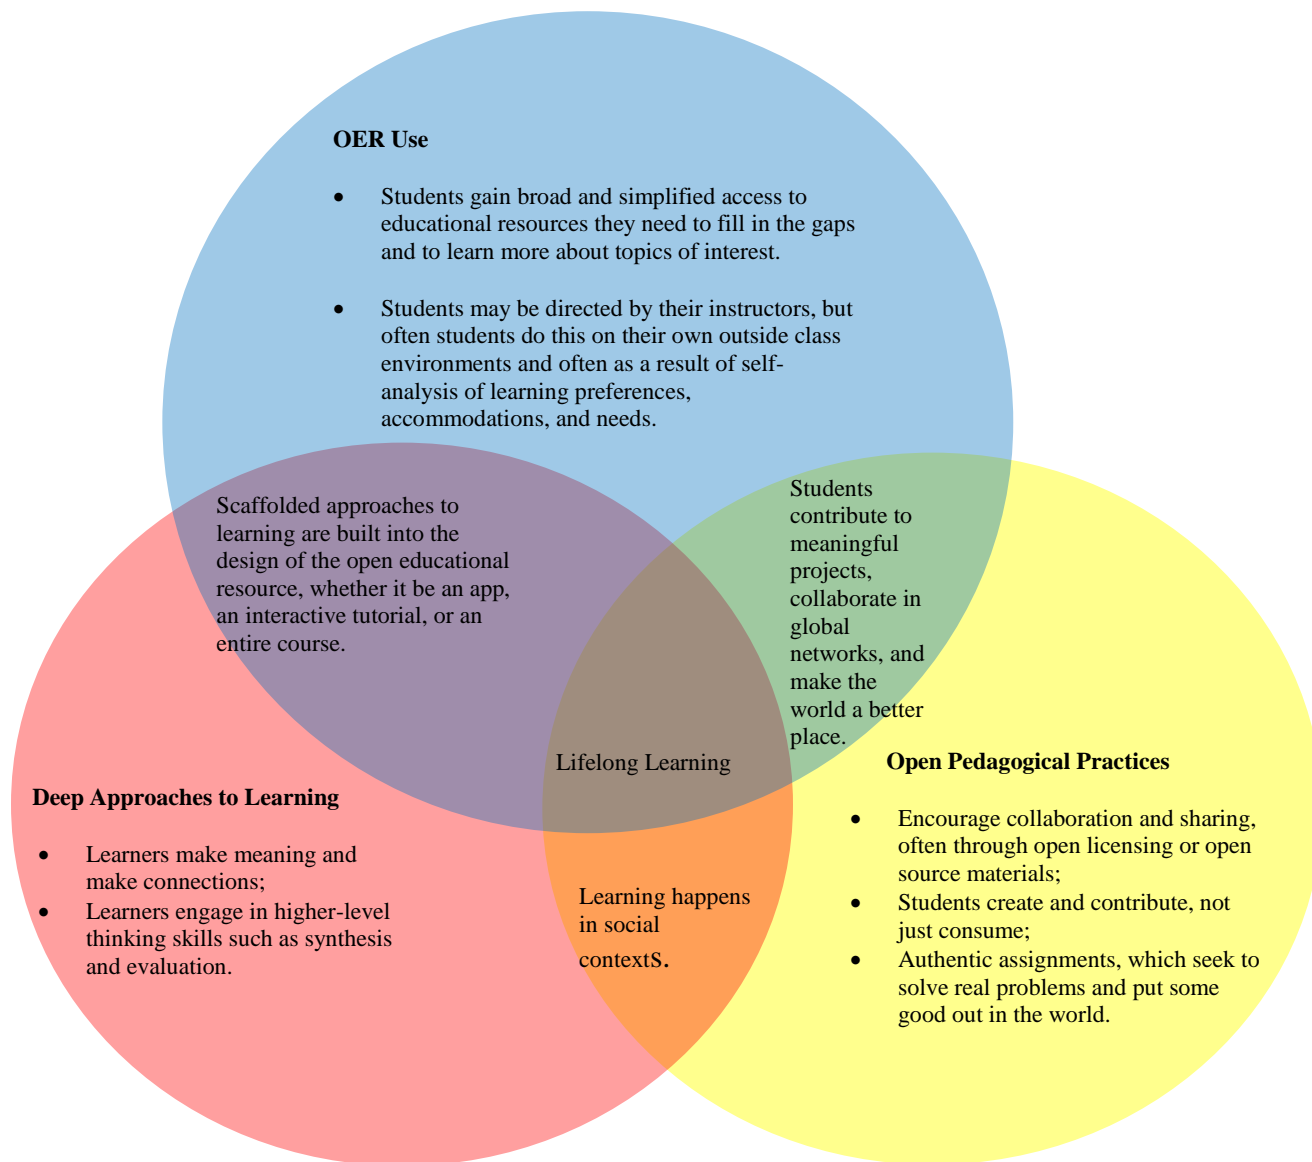 OER Use
• Students gain broad and simplified access to
educational resources they need to fill in the gaps
and to learn more about topics of interest.
• Students may be directed by their instructors, but
often students do this on their own outside class
environments and often as a result of self-
analysis of learning preferences,
accommodations, and needs.
Scaffolded approaches to
learning are built into the
design of the open educational
resource, whether it be an app,
an interactive tutorial, or an
entire course.
Students
contribute to
meaningful
projects,
collaborate in
global
networks, and
make the
world a better
place.
Lifelong Learning
Deep Approaches to Learning
• Learners make meaning and
make connections;
• Learners engage in higher-level
thinking skills such as synthesis
and evaluation.
Learning happens
in social
contexts.
Open Pedagogical Practices
• Encourage collaboration and sharing,
often through open licensing or open
source materials;
• Students create and contribute, not
just consume;
• Authentic assignments, which seek to
solve real problems and put some
good out in the world.